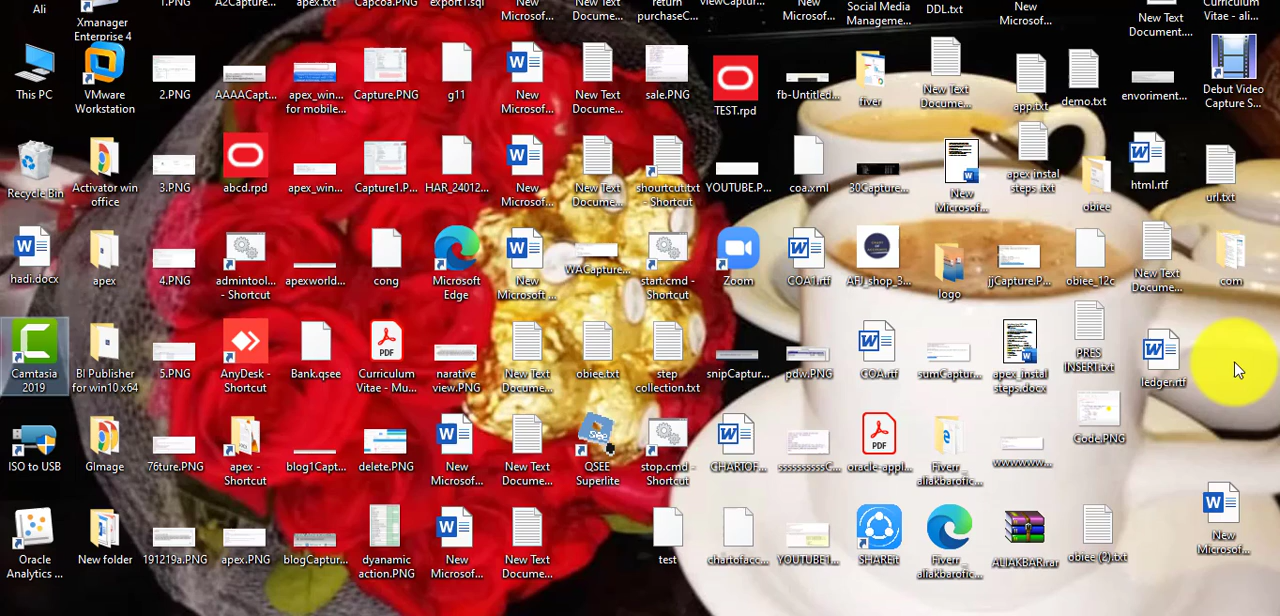 Ali
Xmanager
Enterprise 4
1.PNG
A2Capture...
apex.txt
Capcoa.PNG
export1.sql
New
Microsof...
New Text
Docume...
return
purchaseC...
viewCaptur...
New
Microsof...
Social Media
Manageme...
DDL.txt
New
Microsof...
New Text
Document....
Curriculum
Vitae - ali...
This PC
VMware
Workstation
2.PNG
AAAACapt...
apex_win...
for mobile...
Capture.PNG
g11
New
Microsof...
New Text
Docume...
sale.PNG
TEST.rpd
fb-Untitled...
fiver
New Text
Docume...
app.txt
demo.txt
envoriment...
Debut Video
Capture S...
Recycle Bin
Activator win
office
3.PNG
abcd.rpd
apex_win...
Capture1.P...
HAR_24012...
New
Microsof...
New Text
Docume...
shourtcut.txt
- Shortcut
YOUTUBE.P...
coa.xml
30Capture...
New
Microsof...
apex instal
steps .txt
obiee
html.rtf
url.txt
hadi.docx
apex
4.PNG
admintool...
- Shortcut
apexworld...
cong
Microsoft
Edge
New
Microsoft ...
WACapture...
start.cmd -
Shortcut
Zoom
COA1.rtf
AFJ_shop_3...
logo
jjCapture.P...
obiee_12c
New Text
Docume...
com
Camtasia
2019
BI Publisher
for win10 x64
5.PNG
AnyDesk -
Shortcut
Bank.qsee
PDF
Curriculum
Vitae - Mu...
narative
view.PNG
New Text
Docume...
obiee.txt
step
collection.txt
snipCaptur...
pdw.PNG
COA.rtf
sumCaptur...
apex_instal
steps.docx
PRES
INSERT.txt
ledger.rtf
ISO to USB
GImage
76ture.PNG
apex -
Shortcut
blog1Capt...
delete.PNG
New
Microsof...
New Text
Docume...
QSEE
Superlite
stop.cmd -
Shortcut
CHARTOF...
sssssssssC...
PDF
oracle-appl...
Fiverr _
aliakbarofic...
wwwwww...
Code.PNG
Oracle
Analytics ...
New folder
191219a.PNG
apex.PNG
blogCaptur...
dyanamic
action.PNG
New
Microsof...
New Text
Docume...
test
chartofacc...
YOUTUBE1...
SHAREit
Fiverr _
aliakbarofic...
ALIAKBAR.rar
obiee (2).txt
New
Microsof...